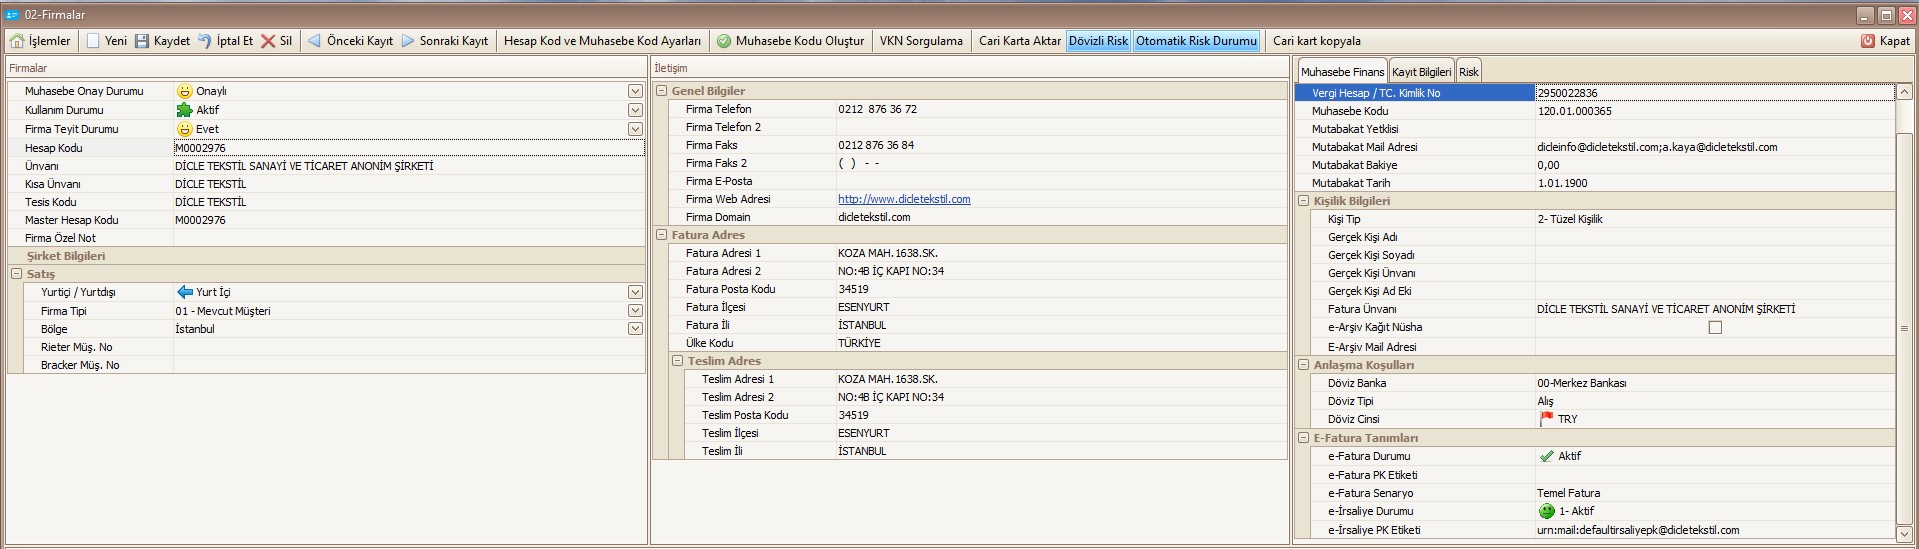 02-Firmalar
İşlemler Yeni Kaydet İptal Et Sil Önceki Kayıt Sonraki Kayıt Hesap Kod ve Muhasebe Kod Ayarları Muhasebe Kodu Oluştur VKN Sorgulama Cari Karta Aktar Dövizli Risk Otomatik Risk Durumu Cari kart kopyala Kapat
Firmalar
Muhasebe Onay Durumu Onaylı
Kullanım Durumu Aktif
Firma Teyit Durumu Evet
Hesap Kodu M0002976
Ünvanı DİCLE TEKSTİL SANAYİ VE TİCARET ANONİM ŞİRKETİ
Kısa Ünvanı DİCLE TEKSTİL
Tesis Kodu DİCLE TEKSTİL
Master Hesap Kodu M0002976
Firma Özel Not
Şirket Bilgileri
Satış
Yurtiçi / Yurtdışı Yurt İçi
Firma Tipi 01 - Mevcut Müşteri
Bölge İstanbul
Rieter Müş. No
Bracker Müş. No
İletişim
Genel Bilgiler
Firma Telefon 0212 876 36 72
Firma Telefon 2
Firma Faks 0212 876 36 84
Firma Faks 2 ( ) - -
Firma E-Posta
Firma Web Adresi http://www.dicletekstil.com
Firma Domain dicletekstil.com
Fatura Adres
Fatura Adresi 1 KOZA MAH.1638.SK.
Fatura Adresi 2 NO:4B İÇ KAPI NO:34
Fatura Posta Kodu 34519
Fatura İlçesi ESENYURT
Fatura İli İSTANBUL
Ülke Kodu TÜRKİYE
Teslim Adres
Teslim Adresi 1 KOZA MAH.1638.SK.
Teslim Adresi 2 NO:4B İÇ KAPI NO:34
Teslim Posta Kodu 34519
Teslim İlçesi ESENYURT
Teslim İli İSTANBUL
Muhasebe Finans Kayıt Bilgileri Risk
Vergi Hesap / TC. Kimlik No 2950022836
Muhasebe Kodu 120.01.000365
Mutabakat Yetklisi
Mutabakat Mail Adresi dicleinfo@dicletekstil.com;a.kaya@dicletekstil.com
Mutabakat Bakiye 0,00
Mutabakat Tarih 1.01.1900
Kişilik Bilgileri
Kişi Tip 2- Tüzel Kişilik
Gerçek Kişi Adı
Gerçek Kişi Soyadı
Gerçek Kişi Ünvanı
Gerçek Kişi Ad Eki
Fatura Ünvanı DİCLE TEKSTİL SANAYİ VE TİCARET ANONİM ŞİRKETİ
e-Arşiv Kağıt Nüsha
E-Arşiv Mail Adresi
Anlaşma Koşulları
Döviz Banka 00-Merkez Bankası
Döviz Tipi Alış
Döviz Cinsi TRY
E-Fatura Tanımları
e-Fatura Durumu Aktif
e-Fatura PK Etiketi
e-Fatura Senaryo Temel Fatura
e-İrsaliye Durumu 1- Aktif
e-İrsaliye PK Etiketi urn:mail:defaultirsaliyepk@dicletekstil.com